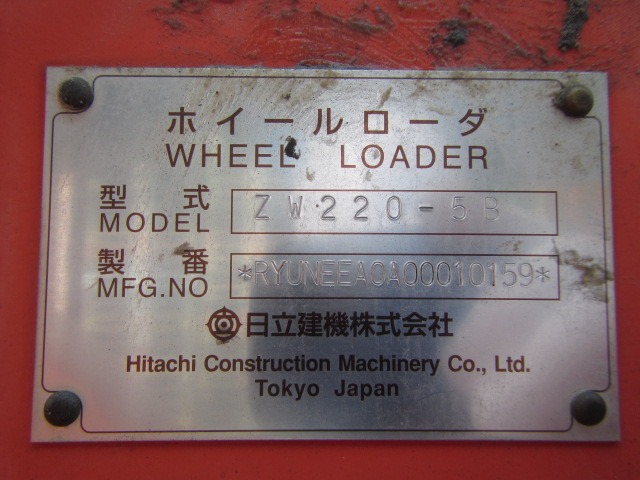 ホイールローダ
WHEEL LOADER
型式
MODEL
ZW220-5B
製番
MFG.NO
*RYUNEEA0A00010159*
日立建機株式会社
Hitachi Construction Machinery Co., Ltd.
Tokyo Japan